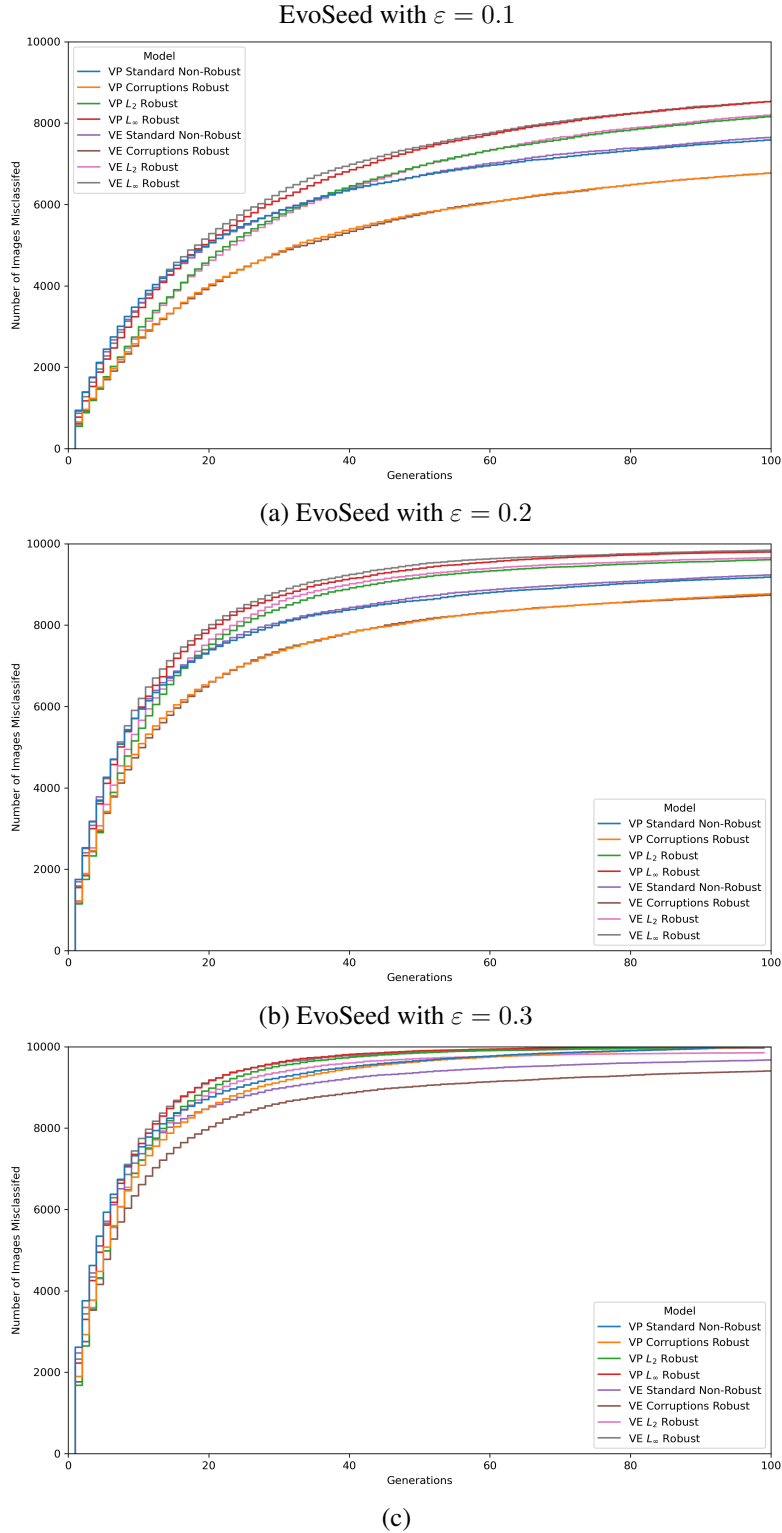 EvoSeed with ε = 0.1
10000
8000
6000
4000
2000
0
Number of Images Misclassifed
Model
VP Standard Non-Robust
VP Corruptions Robust
VP L₂ Robust
VP L∞ Robust
VE Standard Non-Robust
VE Corruptions Robust
VE L₂ Robust
VE L∞ Robust
0 20 40 60 80 100
Generations
(a) EvoSeed with ε = 0.2
10000
8000
6000
4000
2000
0
Number of Images Misclassifed
Model
VP Standard Non-Robust
VP Corruptions Robust
VP L₂ Robust
VP L∞ Robust
VE Standard Non-Robust
VE Corruptions Robust
VE L₂ Robust
VE L∞ Robust
0 20 40 60 80 100
Generations
(b) EvoSeed with ε = 0.3
10000
8000
6000
4000
2000
0
Number of Images Misclassifed
Model
VP Standard Non-Robust
VP Corruptions Robust
VP L₂ Robust
VP L∞ Robust
VE Standard Non-Robust
VE Corruptions Robust
VE L₂ Robust
VE L∞ Robust
0 20 40 60 80 100
Generations
(c)